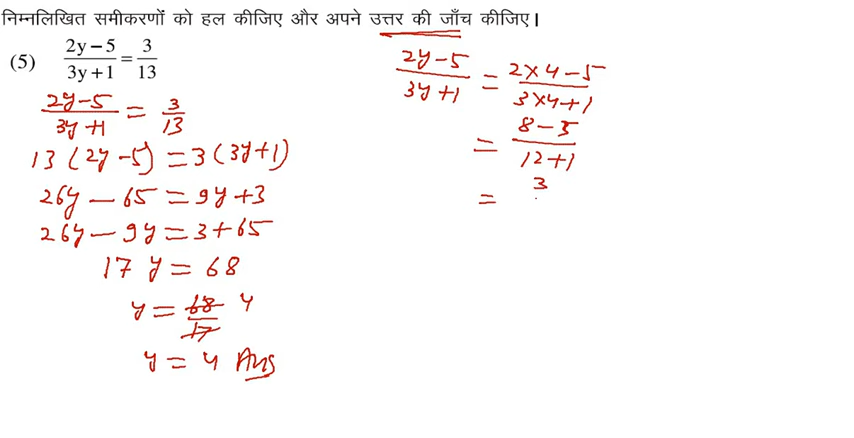 निम्नलिखित समीकरणों को हल कीजिए और अपने उत्तर की जाँच कीजिए।
(5) (2y−5)/(3y+1) = 3/13
(2y−5)/(3y+1) = 3/13
13(2y−5) = 3(3y+1)
26y − 65 = 9y + 3
26y − 9y = 3 + 65
17 y = 68
y = 68/17 4
y = 4 Ans
(2y−5)/(3y+1) = (2×4−5)/(3×4+1)
= (8−5)/(12+1)
= 3